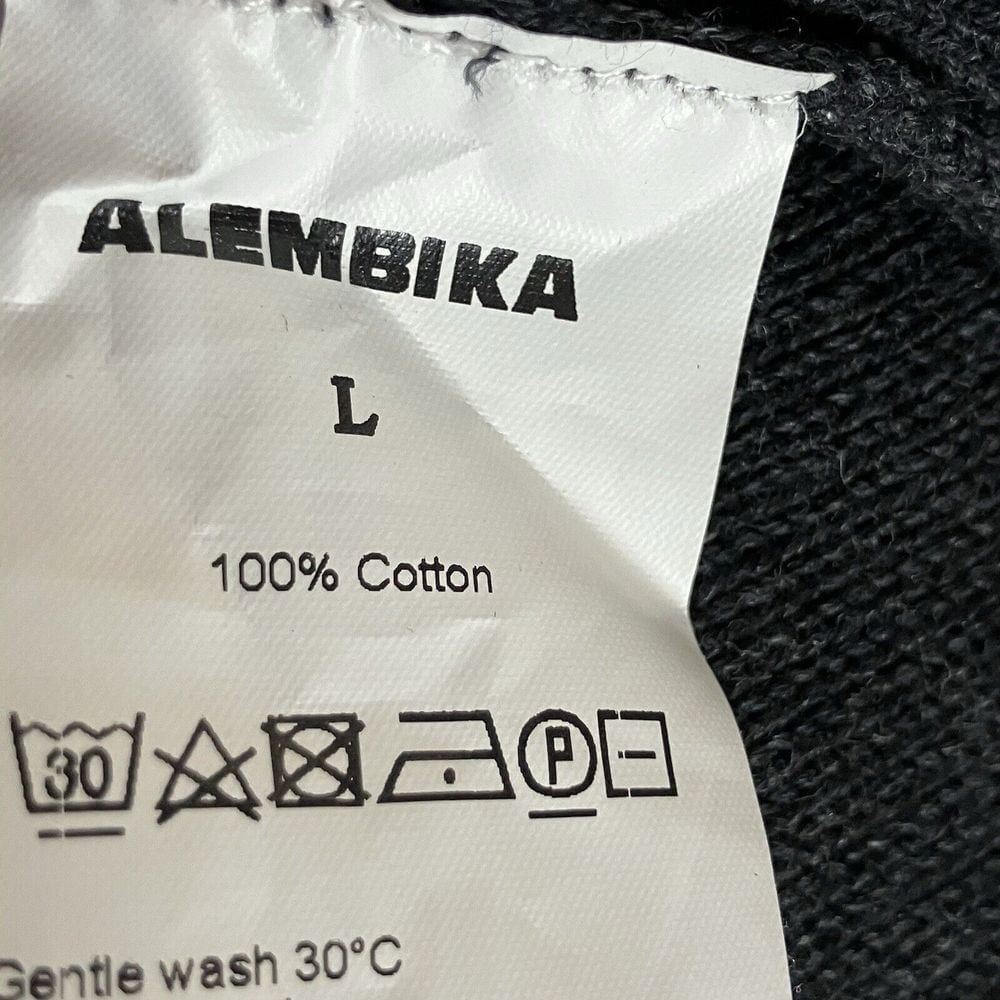 ALEMBIKA
L
100% Cotton
30 P
Gentle wash 30°C